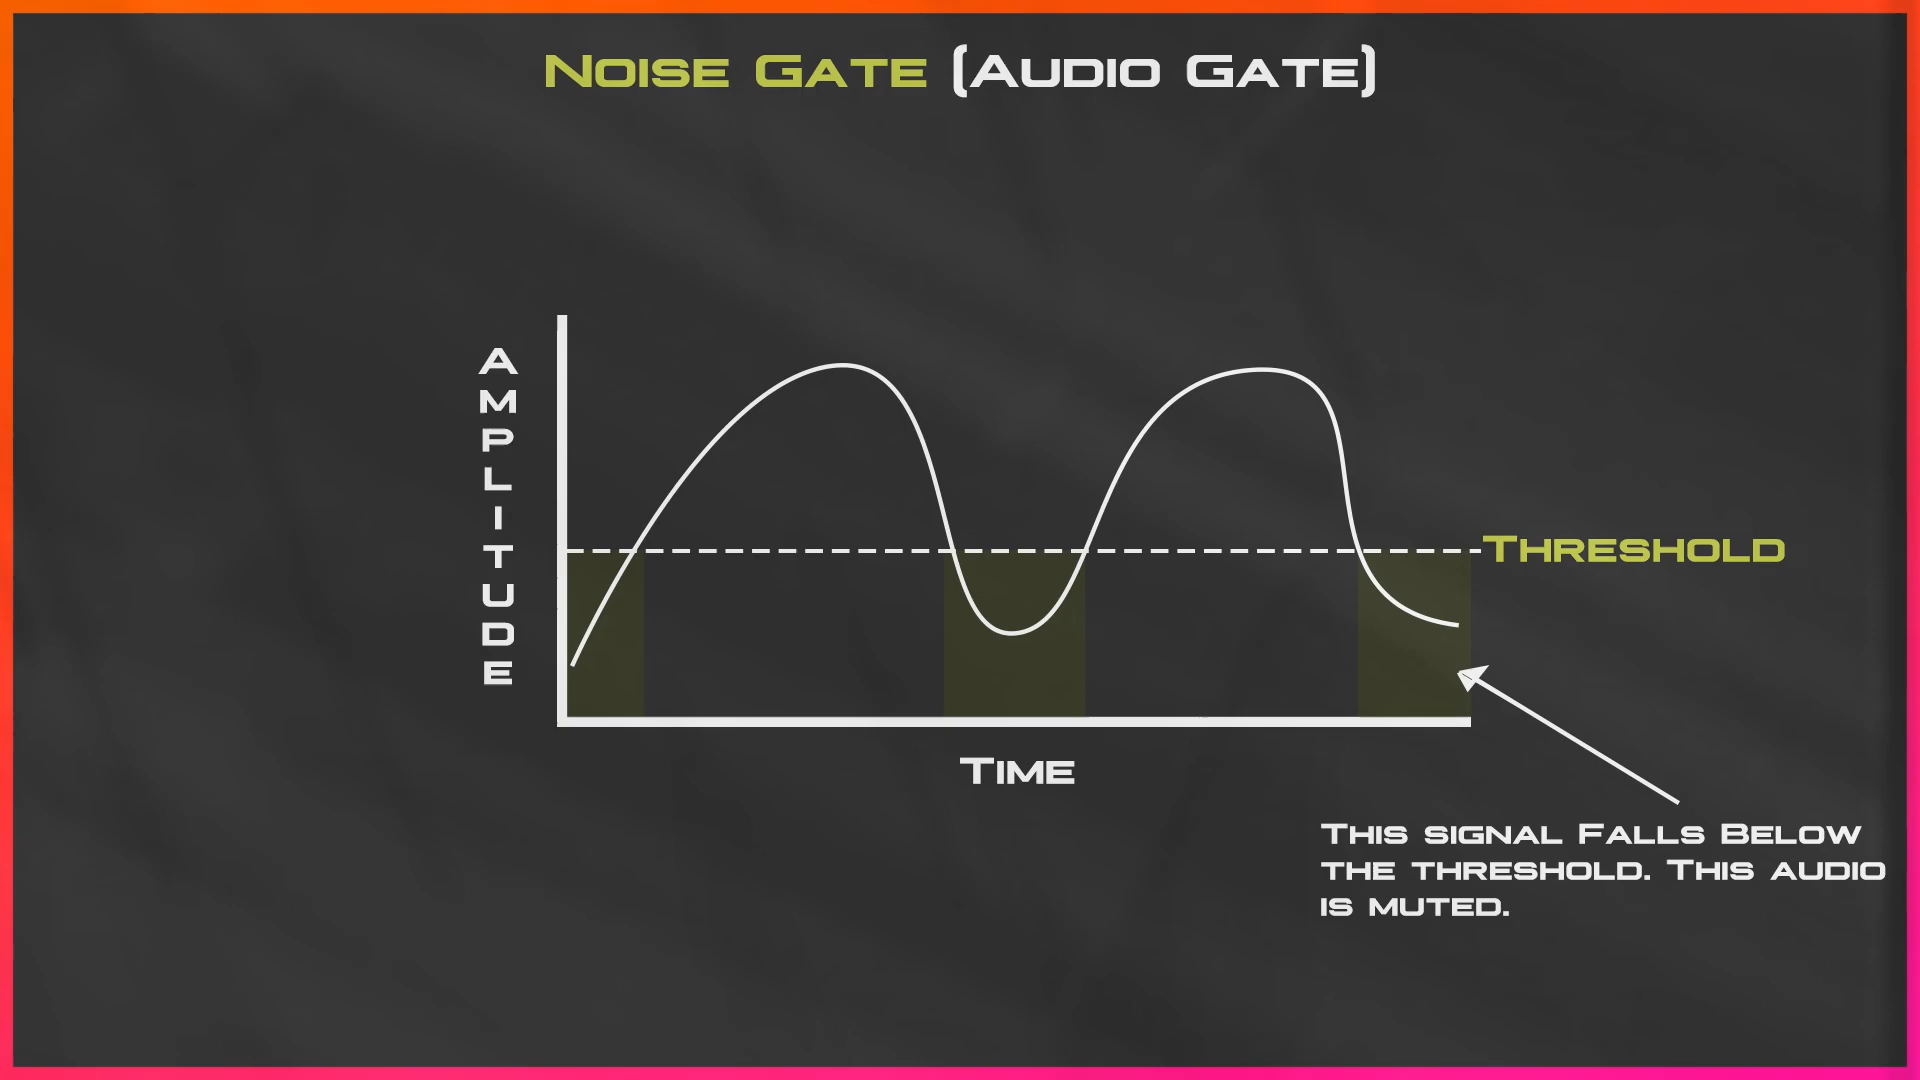 Noise Gate (Audio Gate)
AMPLITUDE
Threshold
Time
This signal Falls Below
the threshold. This audio
is muted.